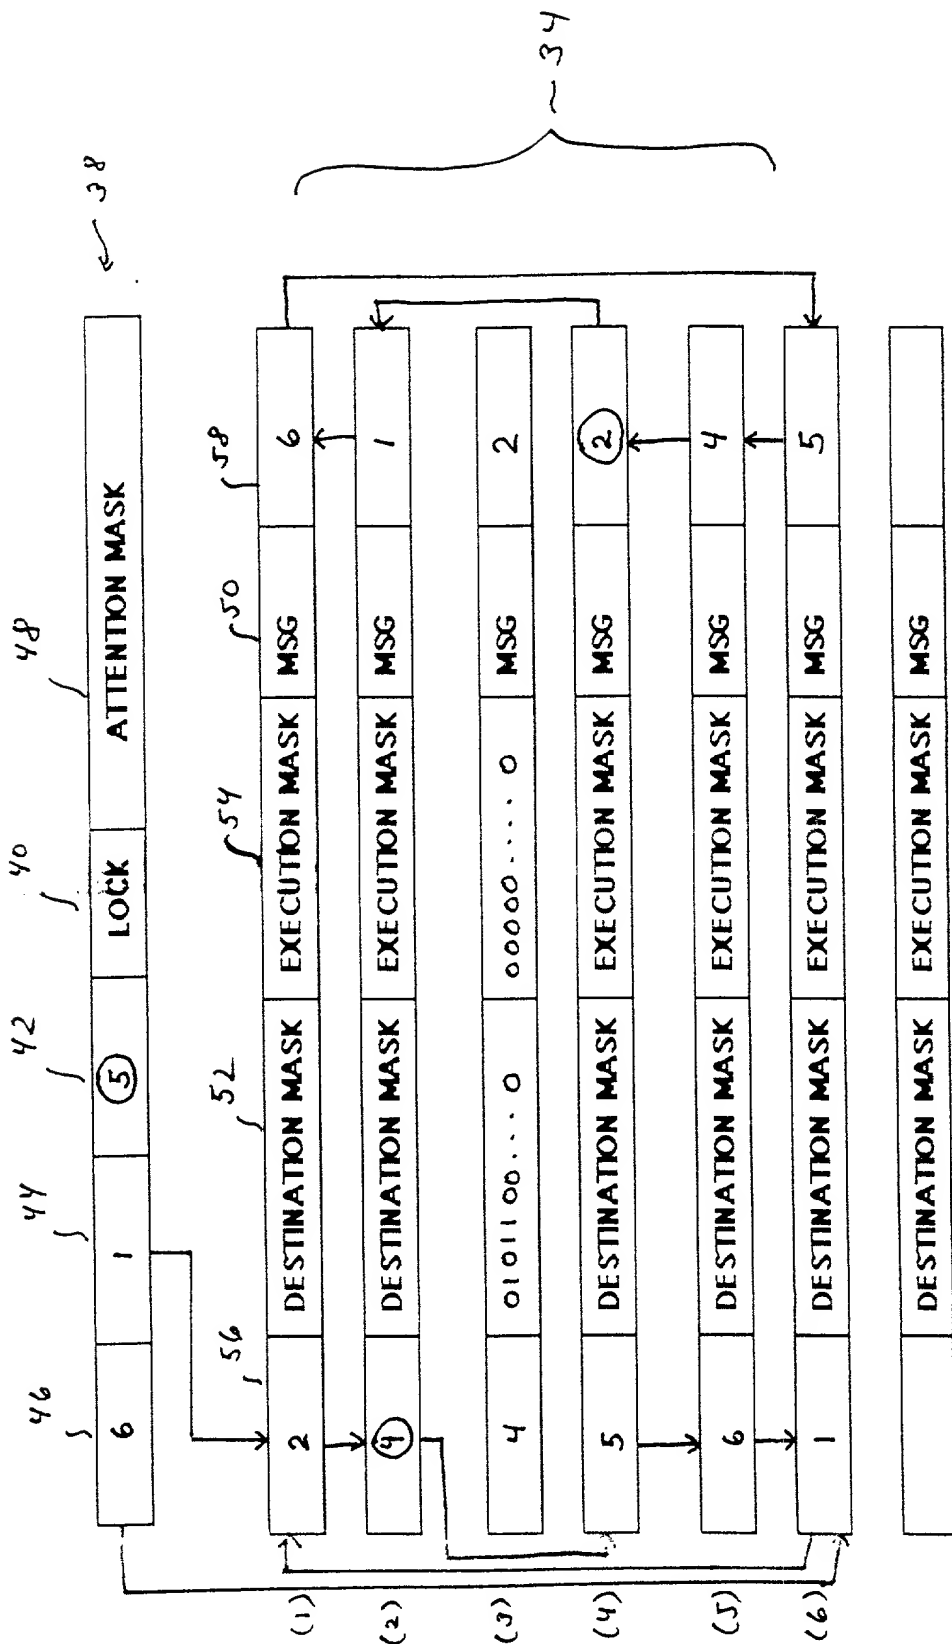 46 44 42 40 48
6 1 5 LOCK ATTENTION MASK
38
56 52 54 50 58
(1) 2 DESTINATION MASK EXECUTION MASK MSG 6
(2) 4 DESTINATION MASK EXECUTION MASK MSG 1
(3) 4 0101100...0 00000....0 MSG 2
(4) 5 DESTINATION MASK EXECUTION MASK MSG 2
(5) 6 DESTINATION MASK EXECUTION MASK MSG 4
(6) 1 DESTINATION MASK EXECUTION MASK MSG 5
DESTINATION MASK EXECUTION MASK MSG
34